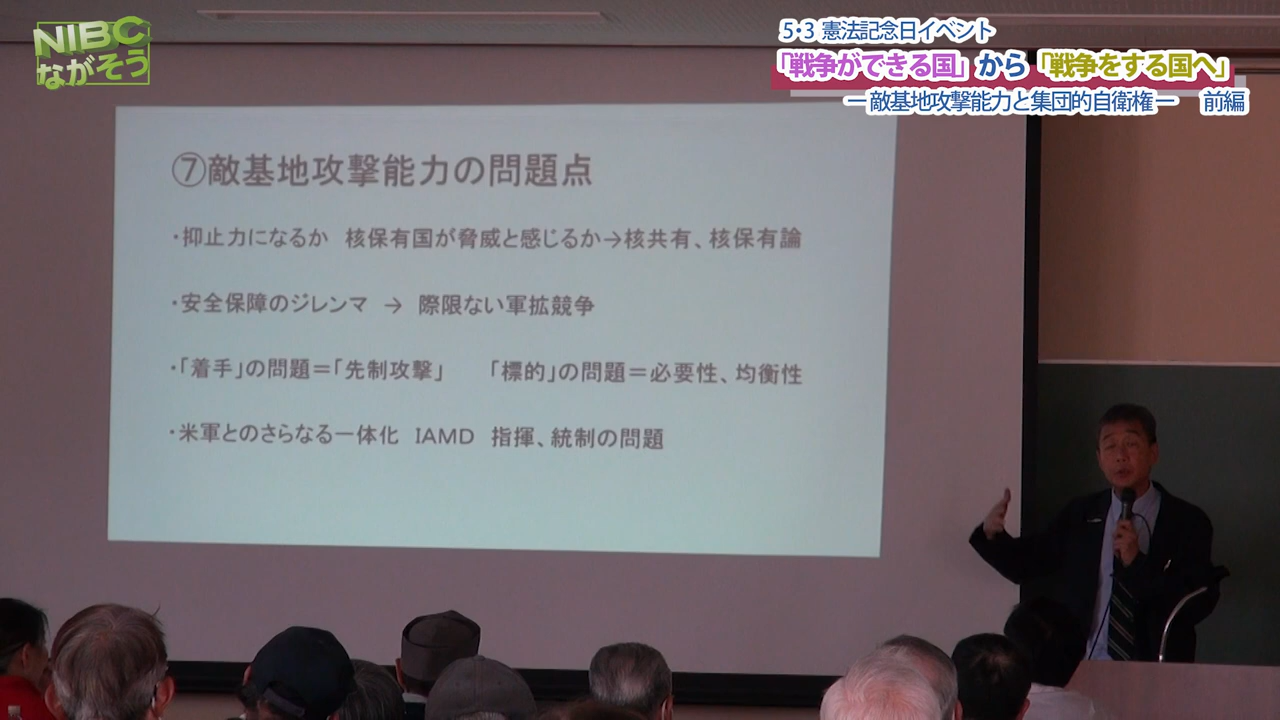 NIBC
ながそう
5・3 憲法記念日イベント
「戦争ができる国」から「戦争をする国へ」
ー敵基地攻撃能力と集団的自衛権ー 前編
⑦敵基地攻撃能力の問題点
・抑止力になるか 核保有国が脅威と感じるか→核共有、核保有論
・安全保障のジレンマ → 際限ない軍拡競争
・「着手」の問題＝「先制攻撃」 「標的」の問題＝必要性、均衡性
・米軍とのさらなる一体化 IAMD 指揮、統制の問題